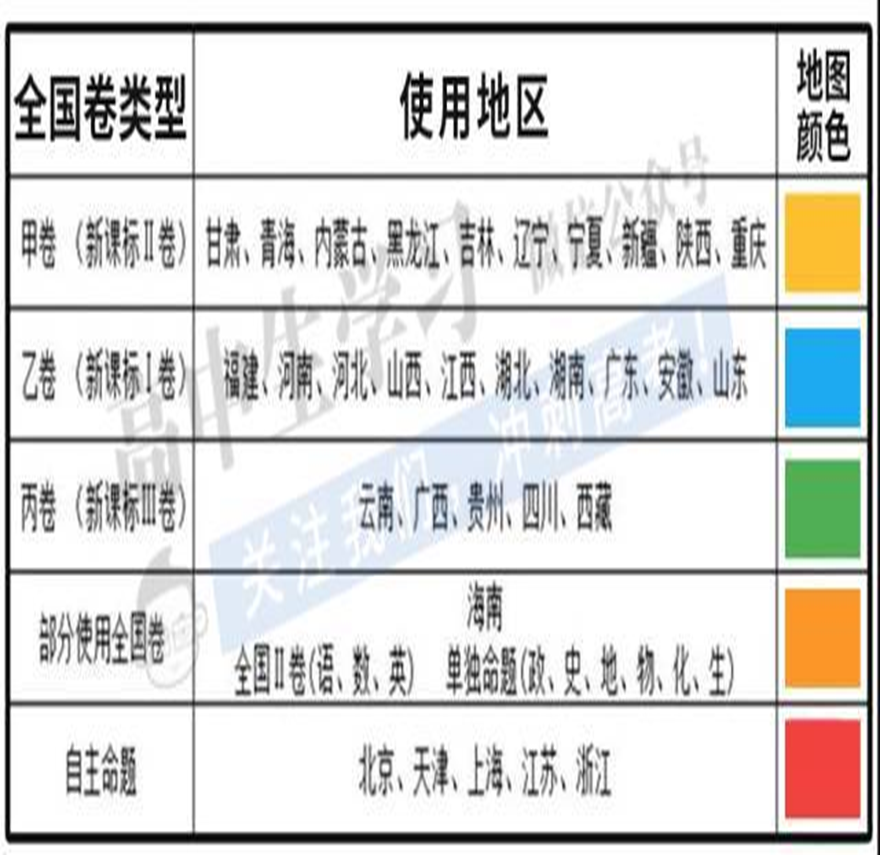 全国卷类型 使用地区 地图
颜色
甲卷 （新课标Ⅱ卷） 甘肃、青海、内蒙古、黑龙江、吉林、辽宁、宁夏、新疆、陕西、重庆
乙卷 （新课标Ⅰ卷） 福建、河南、河北、山西、江西、湖北、湖南、广东、安徽、山东
丙卷 （新课标Ⅲ卷） 云南、广西、贵州、四川、西藏
部分使用全国卷 海南
全国Ⅱ卷(语、数、英) 单独命题(政、史、地、物、化、生)
自主命题 北京、天津、上海、江苏、浙江
高中生学习 微信公众号
关注我们，冲刺高考！